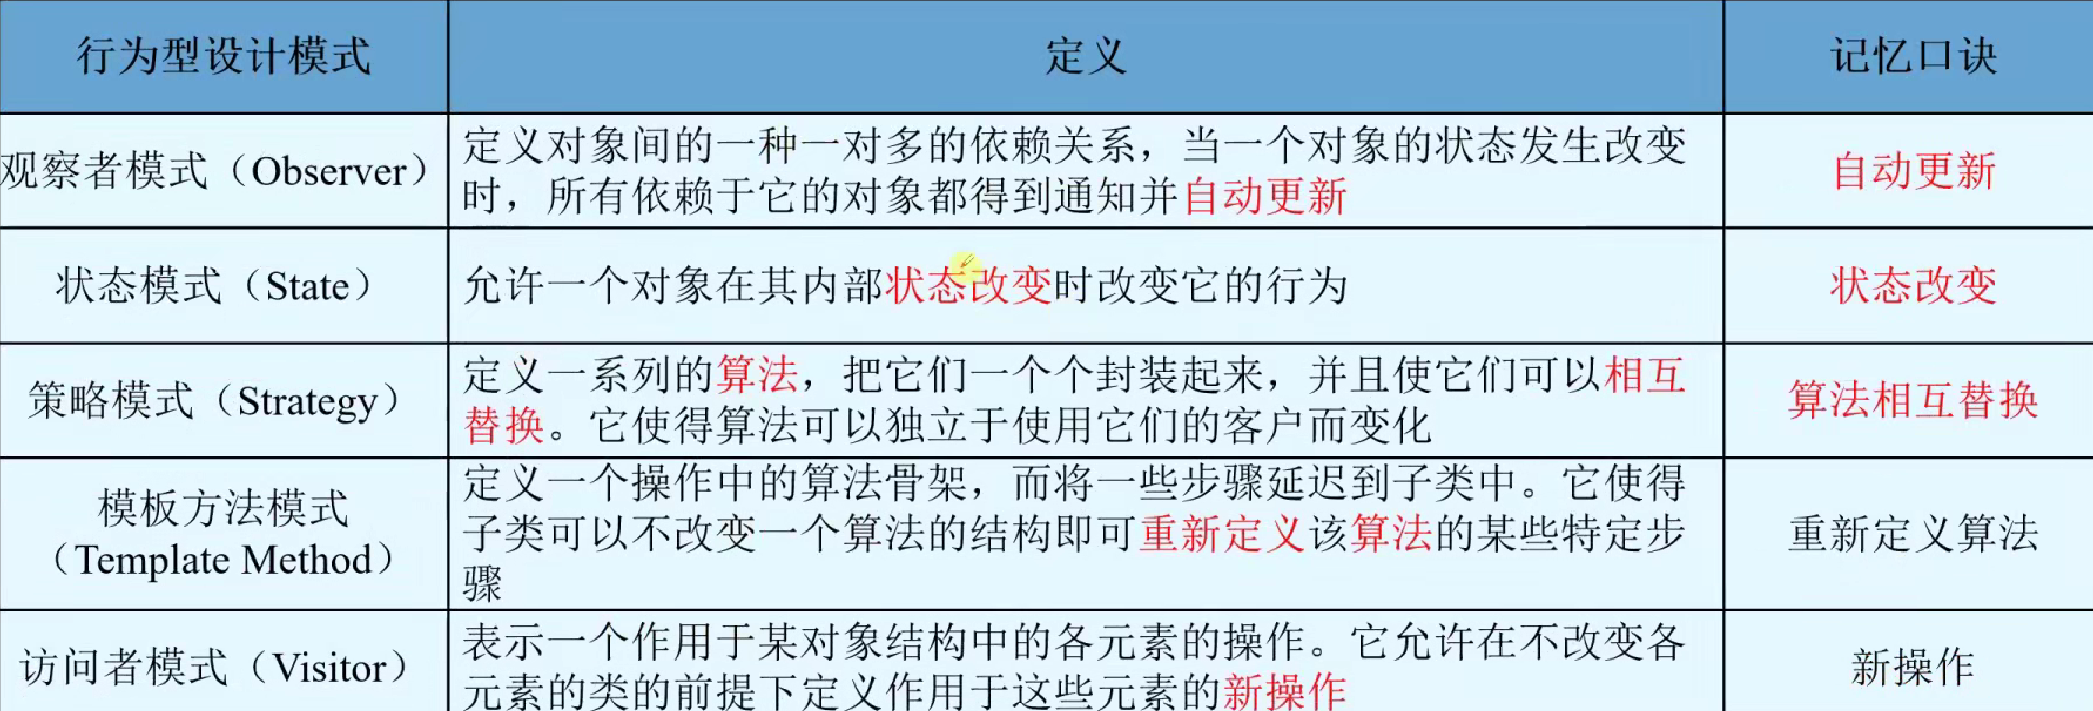 行为型设计模式
定义
记忆口诀
观察者模式（Observer）
定义对象间的一种一对多的依赖关系，当一个对象的状态发生改变
时，所有依赖于它的对象都得到通知并自动更新
自动更新
状态模式（State）
允许一个对象在其内部状态改变时改变它的行为
状态改变
策略模式（Strategy）
定义一系列的算法，把它们一个个封装起来，并且使它们可以相互
替换。它使得算法可以独立于使用它们的客户而变化
算法相互替换
模板方法模式
（Template Method）
定义一个操作中的算法骨架，而将一些步骤延迟到子类中。它使得
子类可以不改变一个算法的结构即可重新定义该算法的某些特定步
骤
重新定义算法
访问者模式（Visitor）
表示一个作用于某对象结构中的各元素的操作。它允许在不改变各
元素的类的前提下定义作用于这些元素的新操作
新操作